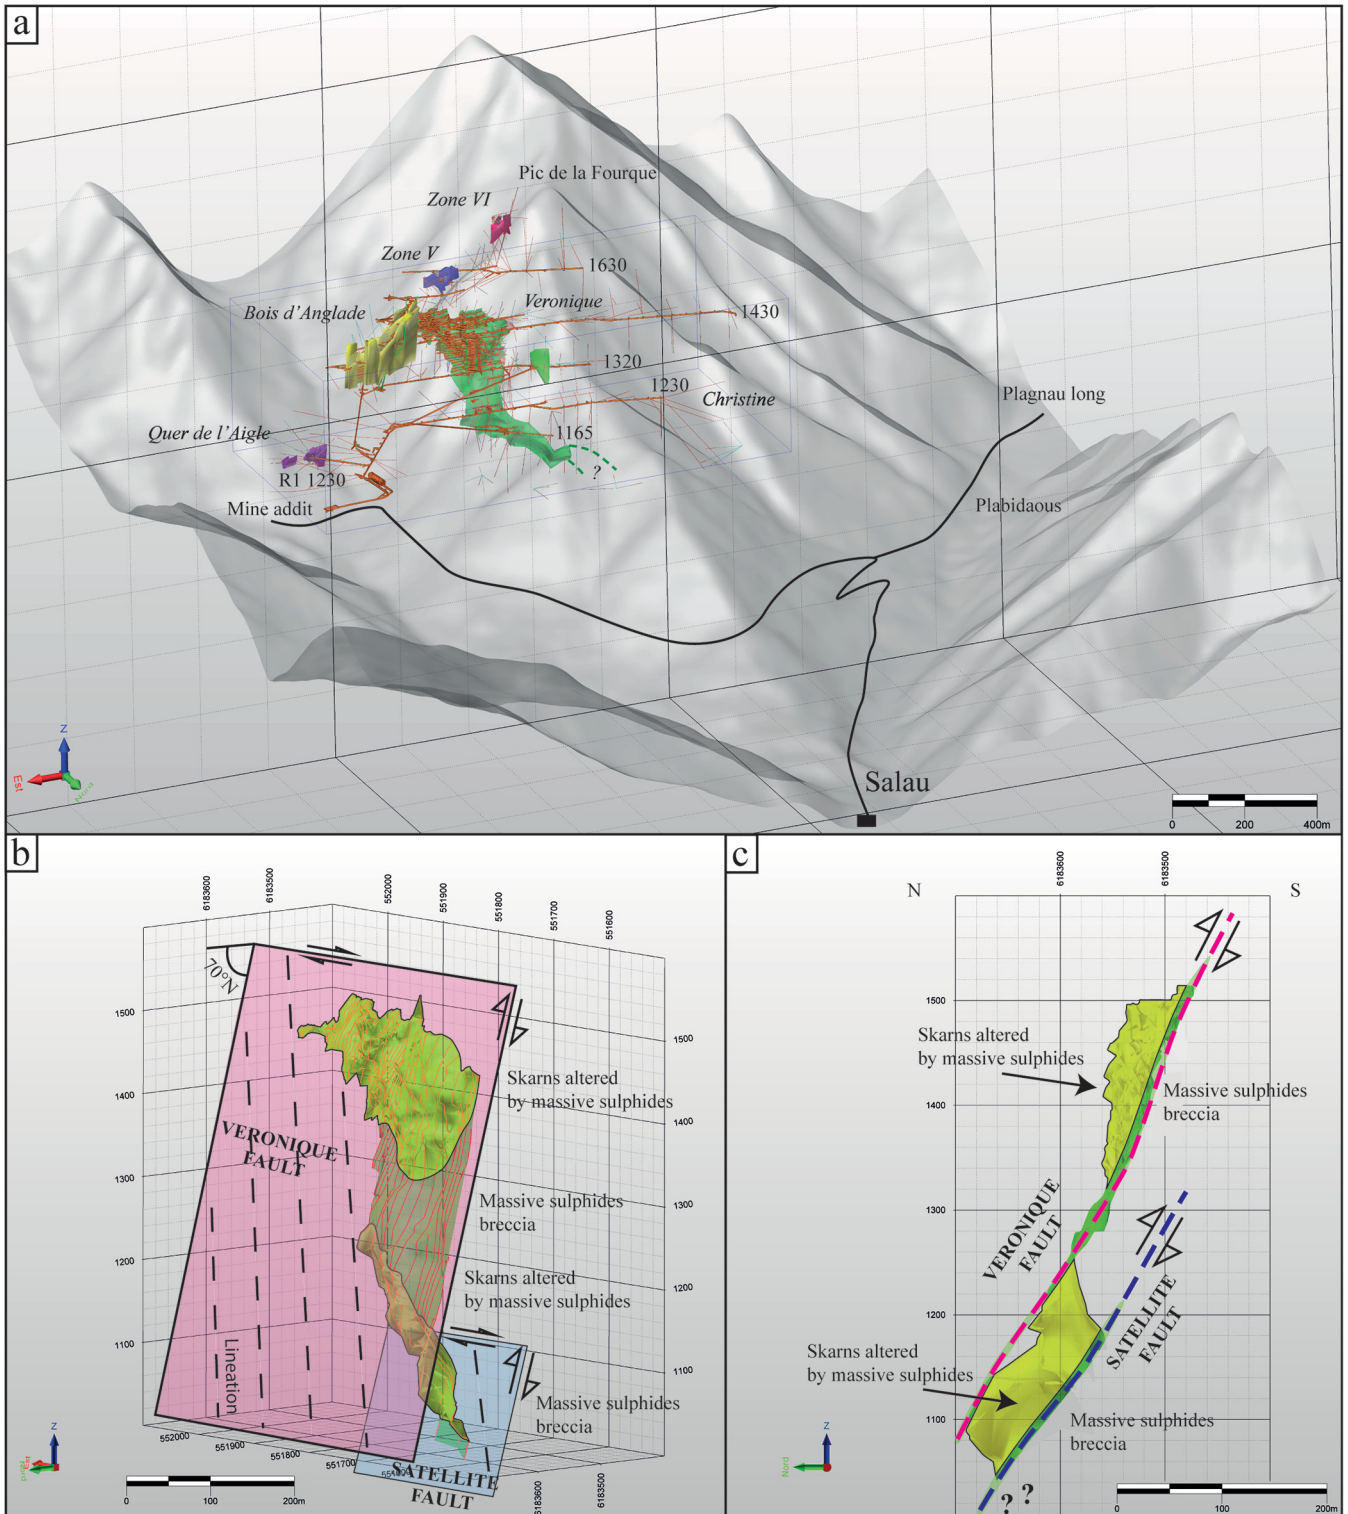 a
Pic de la Fourque
Zone VI
Zone V
1630
Bois d'Anglade
Veronique
1430
1320
1230
Christine
Plagnau long
Quer de l'Aigle
1165
?
R1 1230
Mine addit
Plabidaous
Z
Est
Nord
Salau
0 200 400m
b
6183600
6183500
552000
551900
551800
551700
551600
70°N
1500
1500
Skarns altered
by massive sulphides
1400
1400
VERONIQUE
FAULT
1300
1300
Massive sulphides
breccia
1200
1200
Skarns altered
by massive sulphides
1100
1100
Lineation
Massive sulphides
breccia
552000
551900
551800
551700
SATELLITE
FAULT
6183600
6183500
Z
0 100 200m
c
N
6183600
6183500
S
1500
Skarns altered
by massive sulphides
Massive sulphides
breccia
1400
1300
VERONIQUE
FAULT
SATELLITE
FAULT
1200
Skarns altered
by massive sulphides
1100
Massive sulphides
breccia
? ?
Z
Nord
0 100 200m